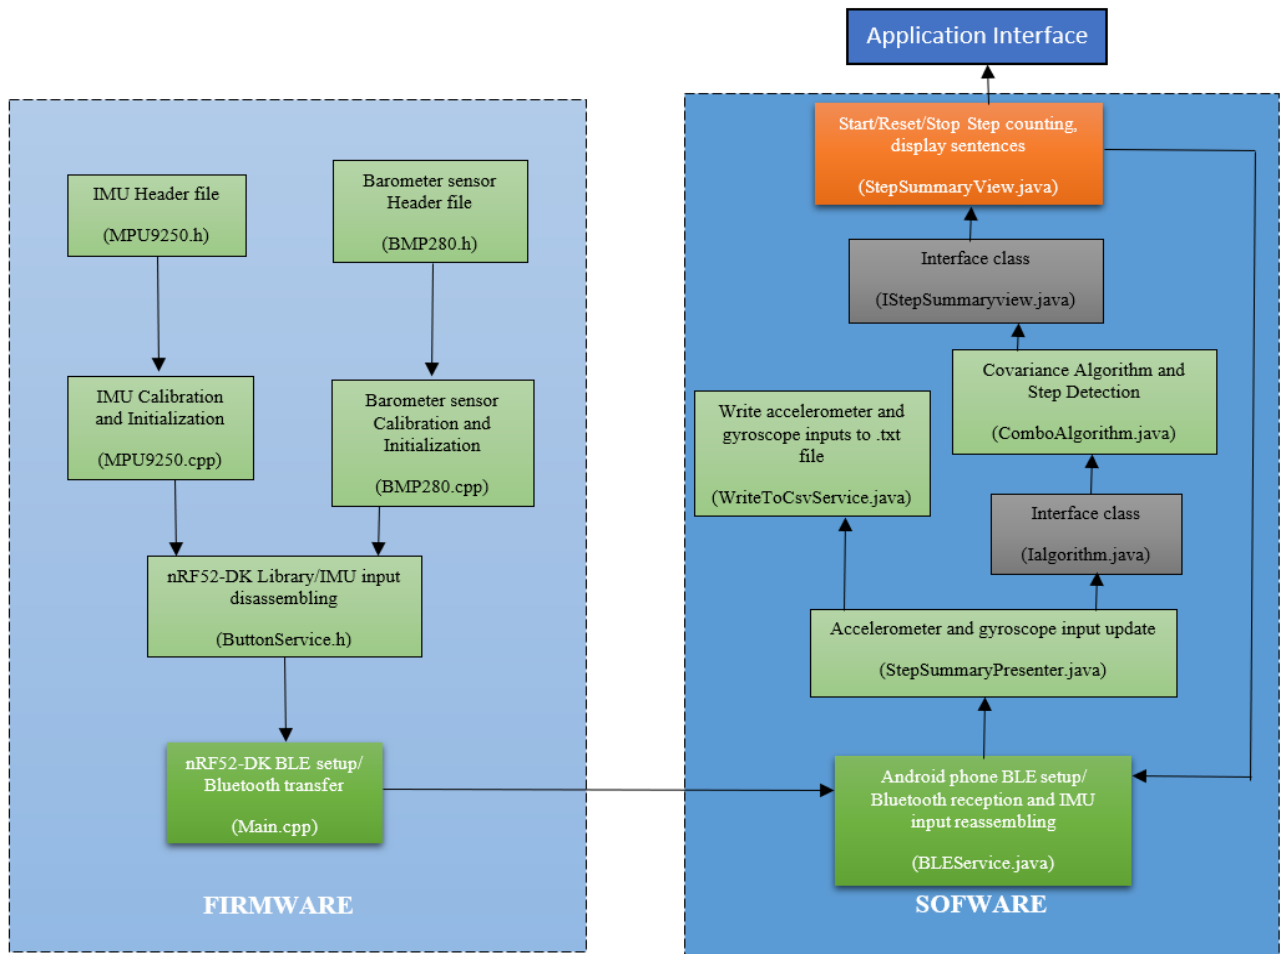 Application Interface
IMU Header file
(MPU9250.h)
Barometer sensor
Header file
(BMP280.h)
IMU Calibration
and Initialization
(MPU9250.cpp)
Barometer sensor
Calibration and
Initialization
(BMP280.cpp)
nRF52-DK Library/IMU input
disassembling
(ButtonService.h)
nRF52-DK BLE setup/
Bluetooth transfer
(Main.cpp)
FIRMWARE
Start/Reset/Stop Step counting,
display sentences
(StepSummaryView.java)
Interface class
(IStepSummaryview.java)
Covariance Algorithm and
Step Detection
(ComboAlgorithm.java)
Write accelerometer and
gyroscope inputs to .txt
file
(WriteToCsvService.java)
Interface class
(Ialgorithm.java)
Accelerometer and gyroscope input update
(StepSummaryPresenter.java)
Android phone BLE setup/
Bluetooth reception and IMU
input reassembling
(BLEService.java)
SOFWARE